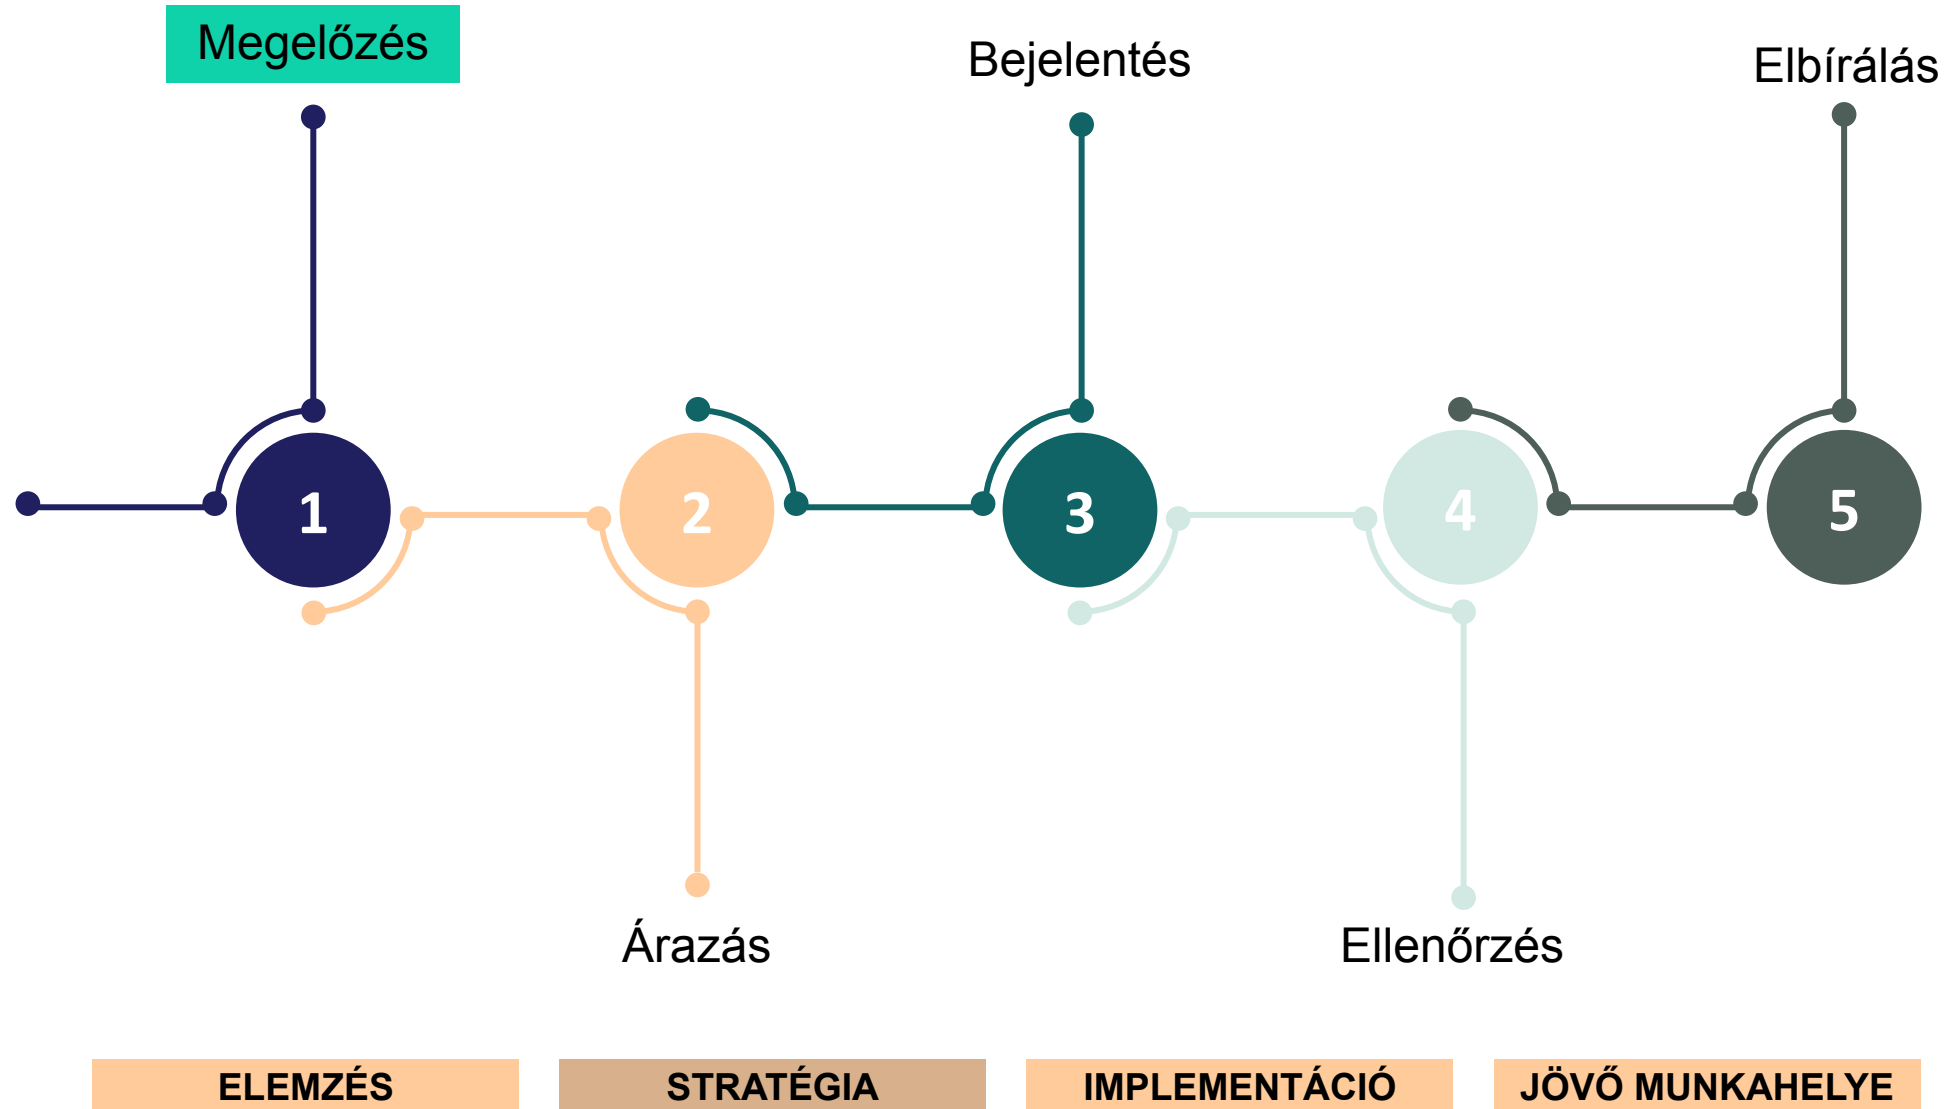 Megelőzés
Bejelentés
Elbírálás
1
2
3
4
5
Árazás
Ellenőrzés
ELEMZÉS
STRATÉGIA
IMPLEMENTÁCIÓ
JÖVŐ MUNKAHELYE